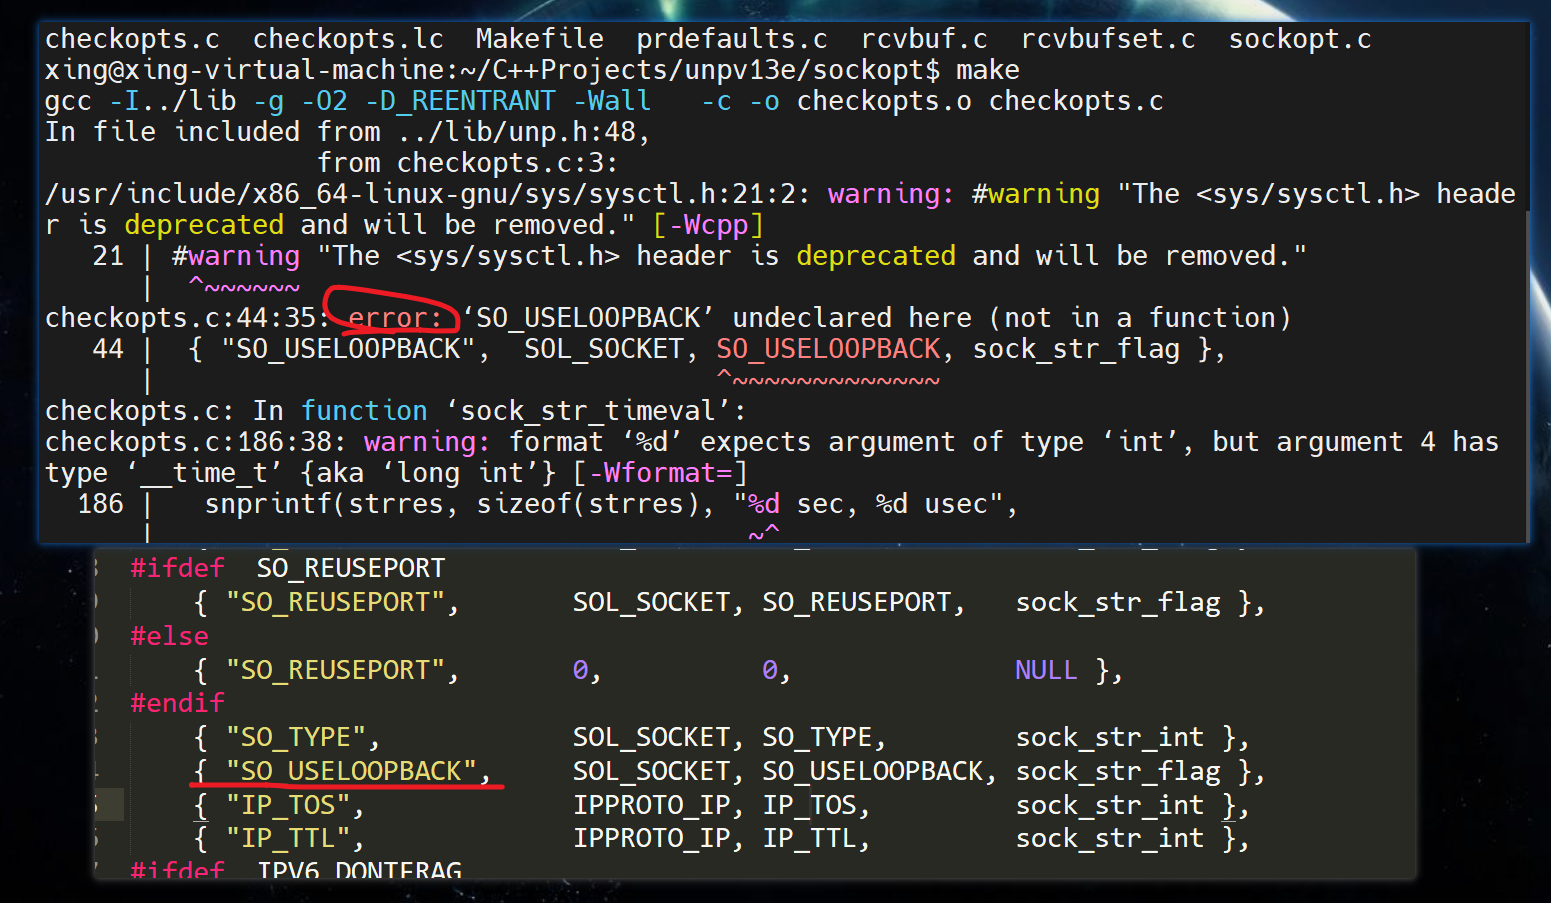 checkopts.c  checkopts.lc  Makefile  prdefaults.c  rcvbuf.c  rcvbufset.c  sockopt.c
xing@xing-virtual-machine:~/C++Projects/unpv13e/sockopt$ make
gcc -I../lib -g -O2 -D_REENTRANT -Wall   -c -o checkopts.o checkopts.c
In file included from ../lib/unp.h:48,
                 from checkopts.c:3:
/usr/include/x86_64-linux-gnu/sys/sysctl.h:21:2: warning: #warning "The <sys/sysctl.h> heade
r is deprecated and will be removed." [-Wcpp]
   21 | #warning "The <sys/sysctl.h> header is deprecated and will be removed."
      |  ^~~~~~~
checkopts.c:44:35: error: ‘SO_USELOOPBACK’ undeclared here (not in a function)
   44 |  { "SO_USELOOPBACK",  SOL_SOCKET, SO_USELOOPBACK, sock_str_flag },
      |                                   ^~~~~~~~~~~~~~
checkopts.c: In function ‘sock_str_timeval’:
checkopts.c:186:38: warning: format ‘%d’ expects argument of type ‘int’, but argument 4 has
type ‘__time_t’ {aka ‘long int’} [-Wformat=]
  186 |   snprintf(strres, sizeof(strres), "%d sec, %d usec",
      |                                     ~^
#ifdef  SO_REUSEPORT
    { "SO_REUSEPORT",       SOL_SOCKET, SO_REUSEPORT,   sock_str_flag },
#else
    { "SO_REUSEPORT",       0,          0,              NULL },
#endif
    { "SO_TYPE",            SOL_SOCKET, SO_TYPE,        sock_str_int },
    { "SO_USELOOPBACK",     SOL_SOCKET, SO_USELOOPBACK, sock_str_flag },
    { "IP_TOS",             IPPROTO_IP, IP_TOS,         sock_str_int },
    { "IP_TTL",             IPPROTO_IP, IP_TTL,         sock_str_int },
#ifdef  IPV6_DONTFRAG